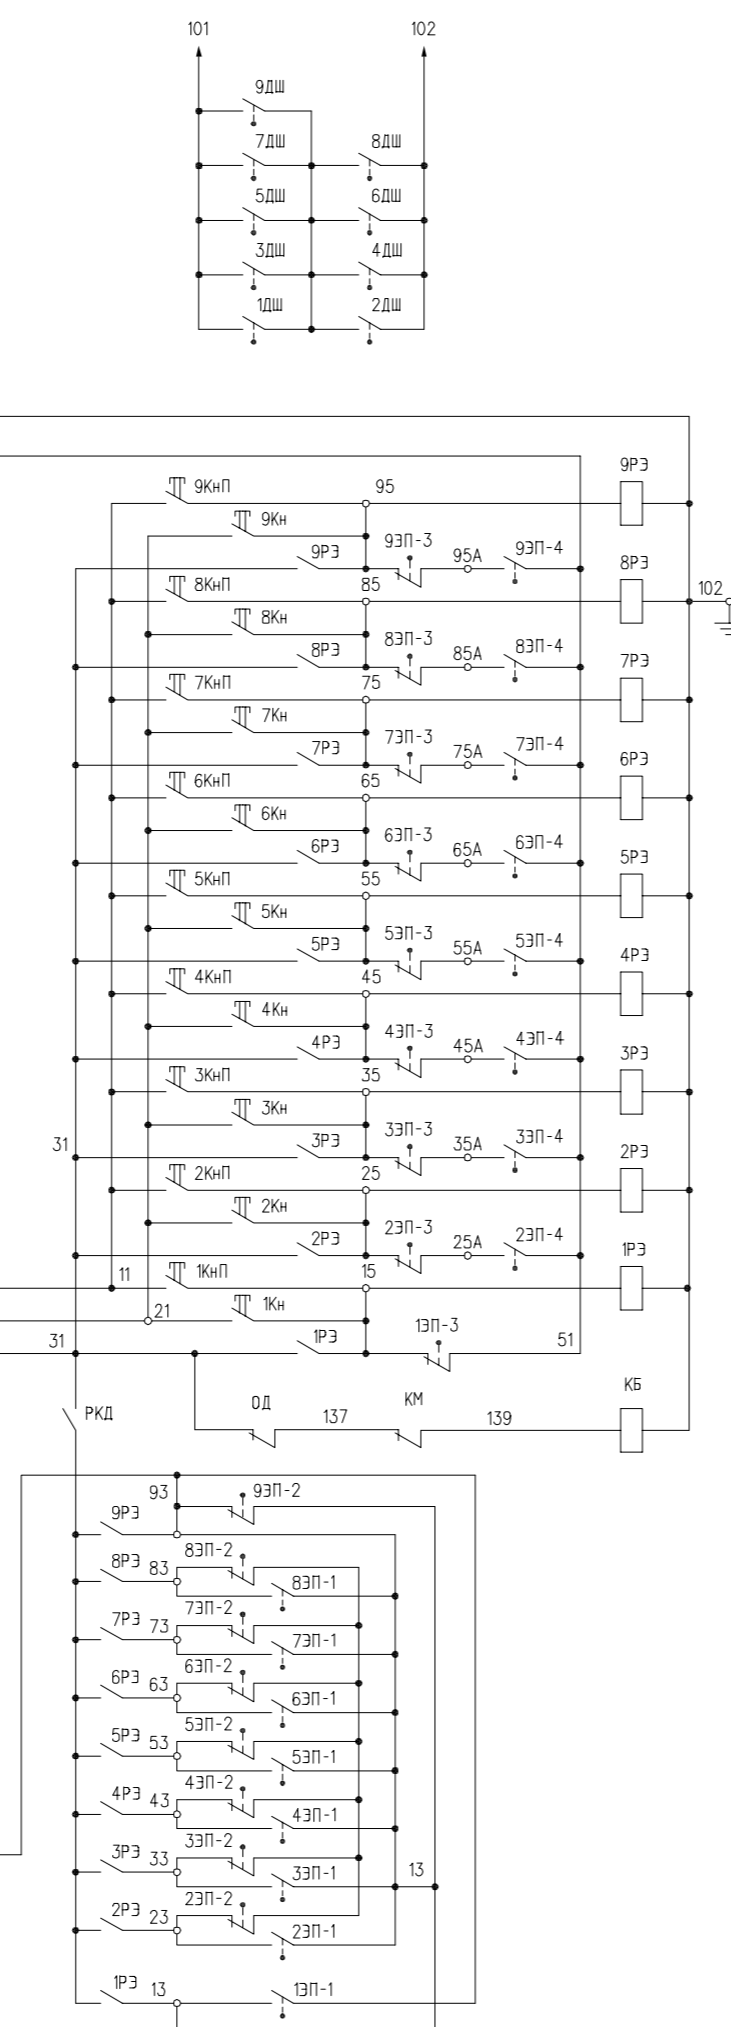 101 102
9ДШ
7ДШ 8ДШ
5ДШ 6ДШ
3ДШ 4ДШ
1ДШ 2ДШ
9КнП 95 9РЭ
9Кн
9РЭ 9ЭП-3 95А 9ЭП-4
8КнП 85 8РЭ 102
8Кн
8РЭ 8ЭП-3 85А 8ЭП-4
7КнП 75 7РЭ
7Кн
7РЭ 7ЭП-3 75А 7ЭП-4
6КнП 65 6РЭ
6Кн
6РЭ 6ЭП-3 65А 6ЭП-4
5КнП 55 5РЭ
5Кн
5РЭ 5ЭП-3 55А 5ЭП-4
4КнП 45 4РЭ
4Кн
4РЭ 4ЭП-3 45А 4ЭП-4
3КнП 35 3РЭ
3Кн
31 3РЭ 3ЭП-3 35А 3ЭП-4
2КнП 25 2РЭ
2Кн
2РЭ 2ЭП-3 25А 2ЭП-4
11 1КнП 15 1РЭ
21 1Кн
31 1РЭ 1ЭП-3 51
РКД ОД 137 КМ 139 КБ
93 9ЭП-2
9РЭ
8РЭ 83 8ЭП-2 8ЭП-1
7РЭ 73 7ЭП-2 7ЭП-1
6РЭ 63 6ЭП-2 6ЭП-1
5РЭ 53 5ЭП-2 5ЭП-1
4РЭ 43 4ЭП-2 4ЭП-1
3РЭ 33 3ЭП-2 3ЭП-1 13
2РЭ 23 2ЭП-2 2ЭП-1
1РЭ 13 1ЭП-1